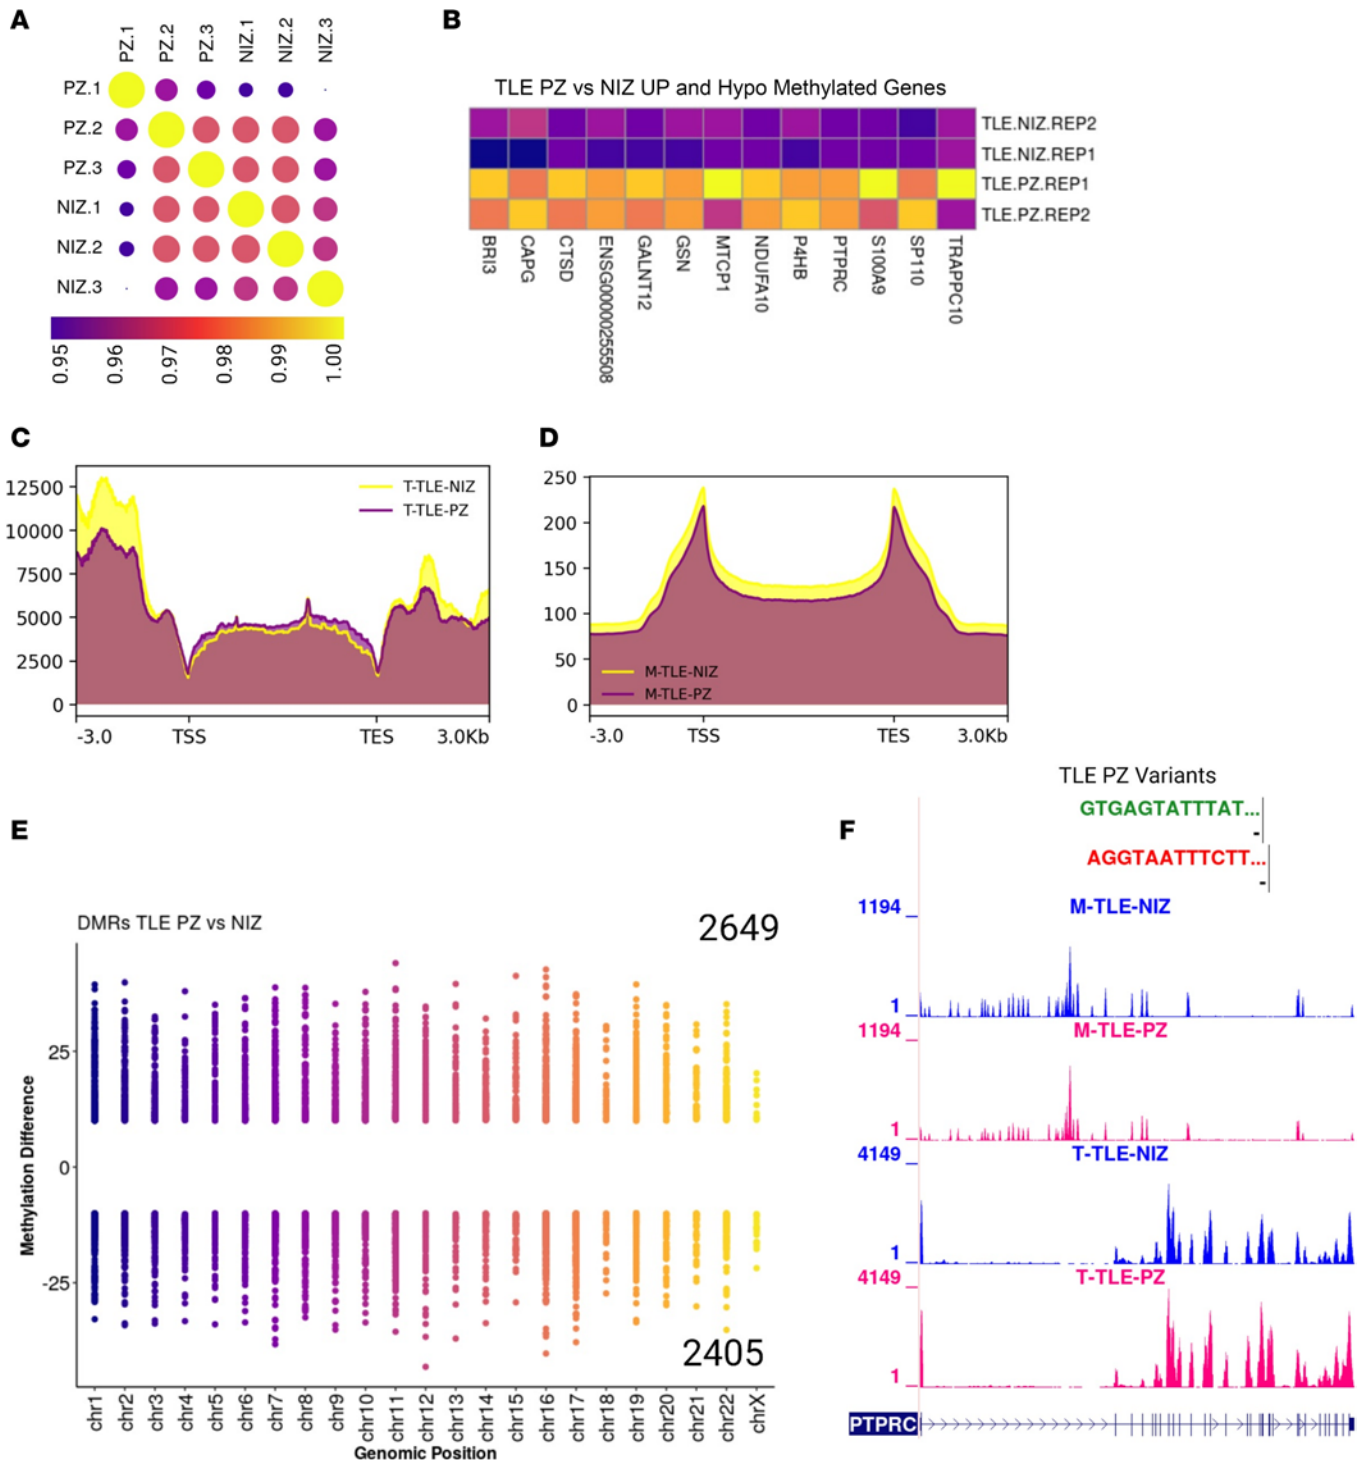 A
PZ.1
PZ.2
PZ.3
NIZ.1
NIZ.2
NIZ.3
PZ.1
PZ.2
PZ.3
NIZ.1
NIZ.2
NIZ.3
0.95
0.96
0.97
0.98
0.99
1.00
B
TLE PZ vs NIZ UP and Hypo Methylated Genes
TLE.NIZ.REP2
TLE.NIZ.REP1
TLE.PZ.REP1
TLE.PZ.REP2
BRI3
CAPG
CTSD
ENSG00000255508
GALNT12
GSN
MTCP1
NDUFA10
P4HB
PTPRC
S100A9
SP110
TRAPPC10
C
12500
10000
7500
5000
2500
0
T-TLE-NIZ
T-TLE-PZ
-3.0
TSS
TES
3.0Kb
D
250
200
150
100
50
0
M-TLE-NIZ
M-TLE-PZ
-3.0
TSS
TES
3.0Kb
E
DMRs TLE PZ vs NIZ
2649
2405
Methylation Difference
25
0
-25
chr1
chr2
chr3
chr4
chr5
chr6
chr7
chr8
chr9
chr10
chr11
chr12
chr13
chr14
chr15
chr16
chr17
chr18
chr19
chr20
chr21
chr22
chrX
Genomic Position
F
TLE PZ Variants
GTGAGTATTTAT...
-
AGGTAATTTCTT...
-
M-TLE-NIZ
1194
1
M-TLE-PZ
1194
1
T-TLE-NIZ
4149
1
T-TLE-PZ
4149
1
PTPRC